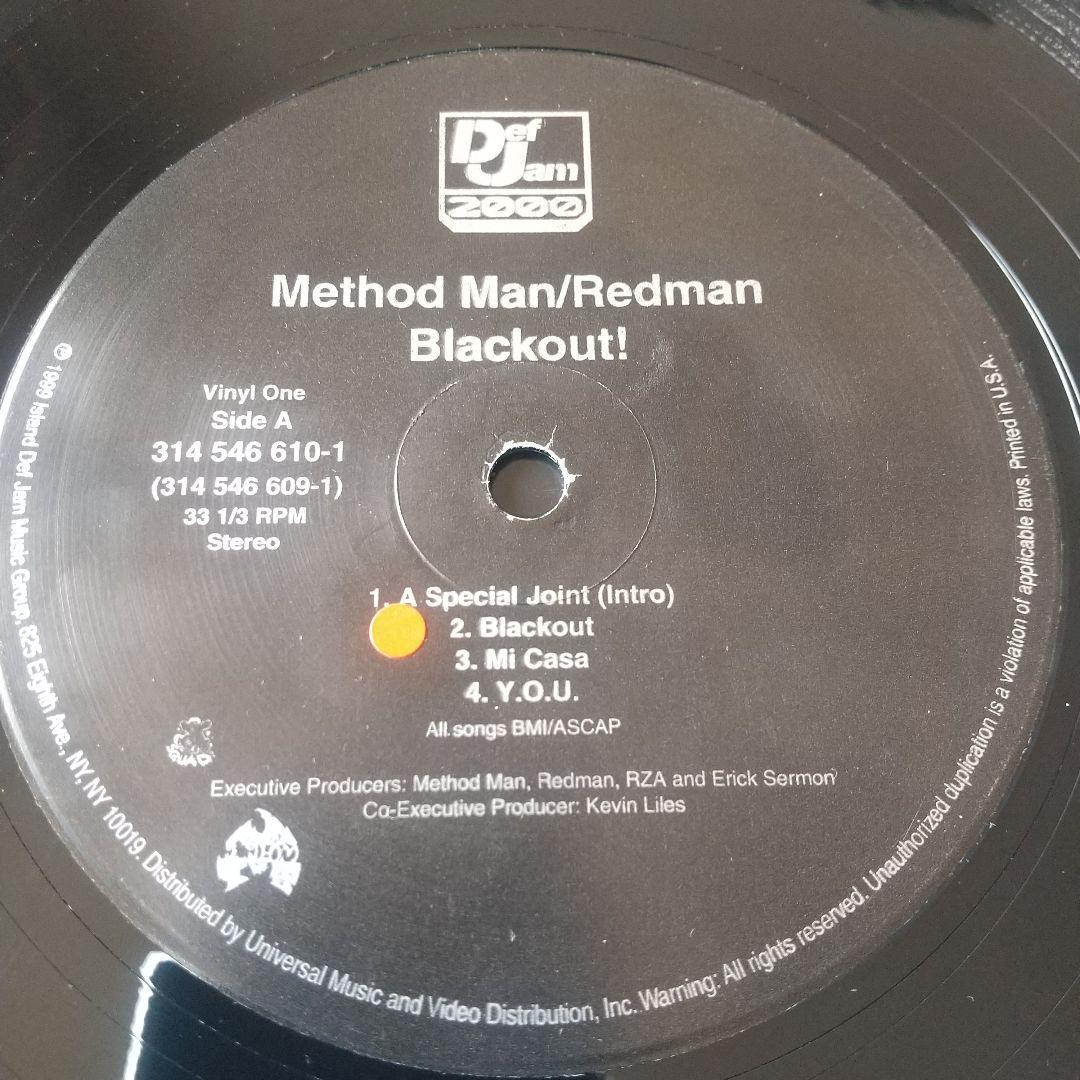 Def
Jam
2000
Method Man/Redman
Blackout!
Vinyl One
Side A
314 546 610-1
(314 546 609-1)
33 1/3 RPM
Stereo
1. A Special Joint (Intro)
2. Blackout
3. Mi Casa
4. Y.O.U.
All songs BMI/ASCAP
SQUAD
Executive Producers: Method Man, Redman, RZA and Erick Sermon
Co-Executive Producer: Kevin Liles
℗ 1999 Island Def Jam Music Group, 825 Eighth Ave., NY, NY 10019. Distributed by Universal Music and Video Distribution, Inc. Warning: All rights reserved. Unauthorized duplication is a violation of applicable laws. Printed in U.S.A.